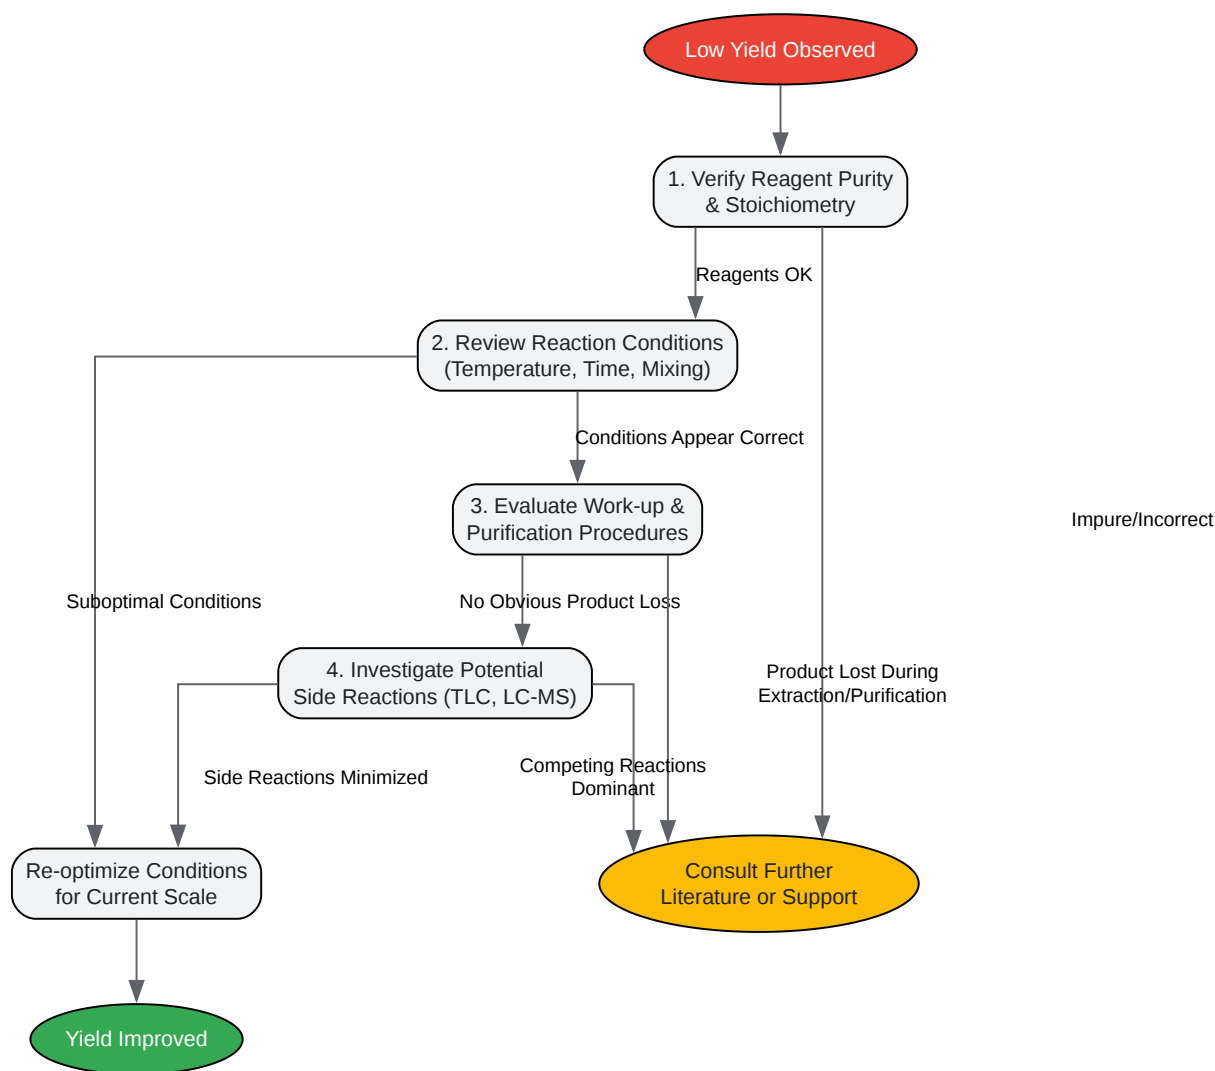 Low Yield Observed
1. Verify Reagent Purity
& Stoichiometry
Reagents OK
2. Review Reaction Conditions
(Temperature, Time, Mixing)
Conditions Appear Correct
3. Evaluate Work-up &
Purification Procedures
Impure/Incorrect
Suboptimal Conditions
No Obvious Product Loss
4. Investigate Potential
Side Reactions (TLC, LC-MS)
Product Lost During
Extraction/Purification
Side Reactions Minimized
Competing Reactions
Dominant
Re-optimize Conditions
for Current Scale
Consult Further
Literature or Support
Yield Improved